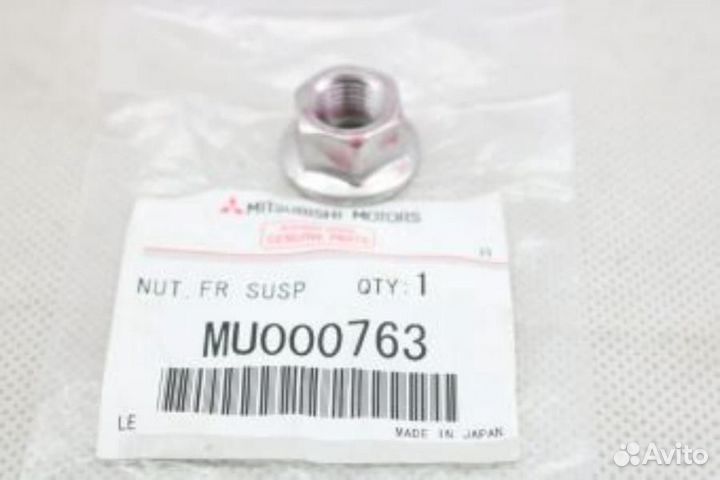 MITSUBISHI MOTORS
GENUINE PARTS
NUT, FR SUSP QTY:1
MU000763
LE
MADE IN JAPAN
Avito